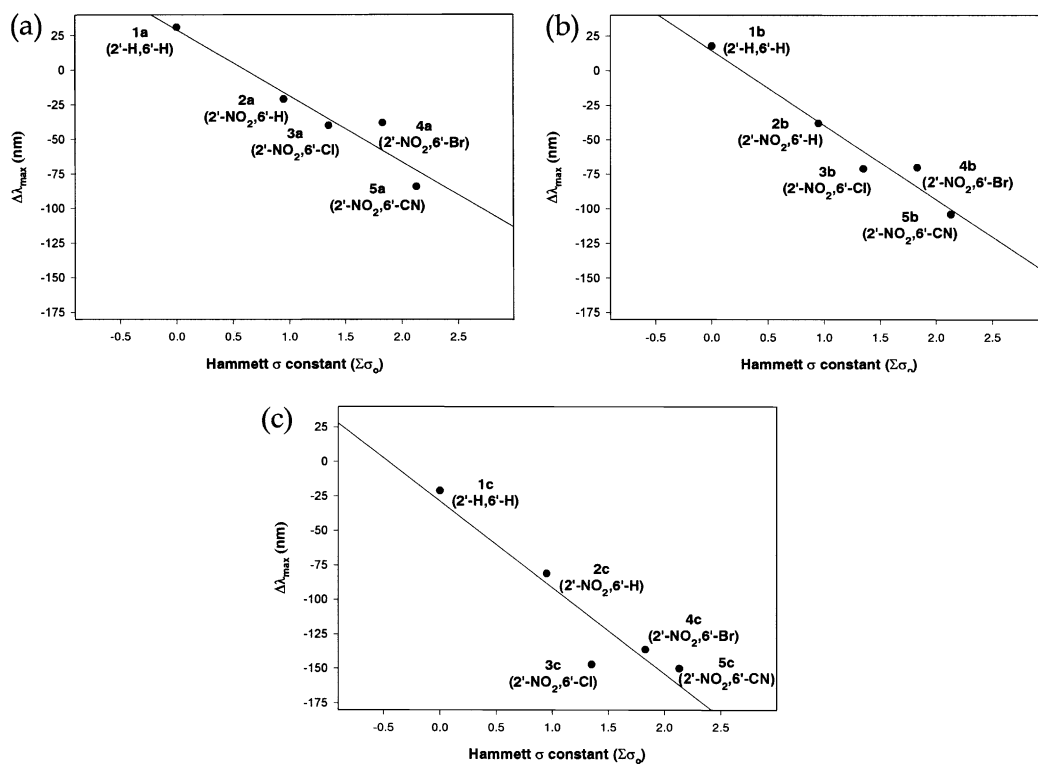 (a)
25
0
-25
-50
-75
-100
-125
-150
-175
Δλmax (nm)
1a
(2'-H,6'-H)
2a
(2'-NO2,6'-H)
3a
(2'-NO2,6'-Cl)
4a
(2'-NO2,6'-Br)
5a
(2'-NO2,6'-CN)
-0.5 0.0 0.5 1.0 1.5 2.0 2.5
Hammett σ constant (Σσo)
(b)
25
0
-25
-50
-75
-100
-125
-150
-175
Δλmax (nm)
1b
(2'-H,6'-H)
2b
(2'-NO2,6'-H)
3b
(2'-NO2,6'-Cl)
4b
(2'-NO2,6'-Br)
5b
(2'-NO2,6'-CN)
-0.5 0.0 0.5 1.0 1.5 2.0 2.5
Hammett σ constant (Σσo)
(c)
25
0
-25
-50
-75
-100
-125
-150
-175
Δλmax (nm)
1c
(2'-H,6'-H)
2c
(2'-NO2,6'-H)
3c
(2'-NO2,6'-Cl)
4c
(2'-NO2,6'-Br)
5c
(2'-NO2,6'-CN)
-0.5 0.0 0.5 1.0 1.5 2.0 2.5 3.0
Hammett σ constant (Σσo)